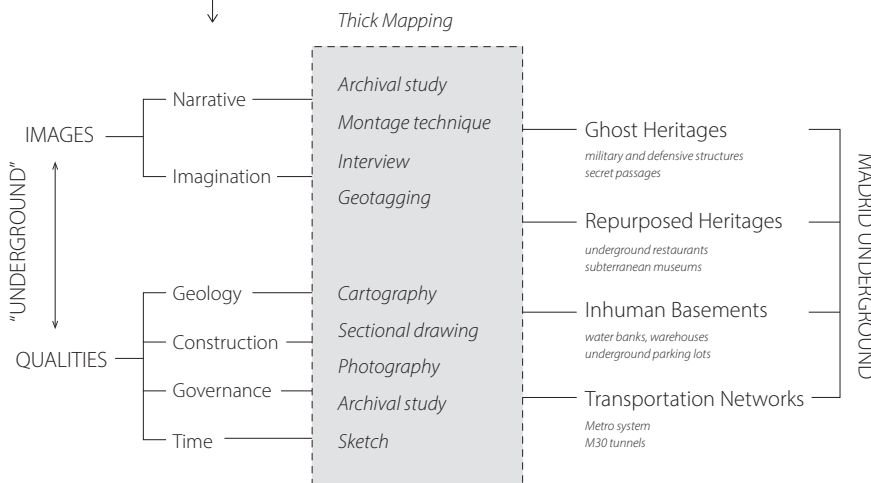 Thick Mapping
"UNDERGROUND"
IMAGES
Narrative
Imagination
QUALITIES
Geology
Construction
Governance
Time
Archival study
Montage technique
Interview
Geotagging
Cartography
Sectional drawing
Photography
Archival study
Sketch
Ghost Heritages
military and defensive structures
secret passages
Repurposed Heritages
underground restaurants
subterranean museums
Inhuman Basements
water banks, warehouses
underground parking lots
Transportation Networks
Metro system
M30 tunnels
MADRID UNDERGROUND